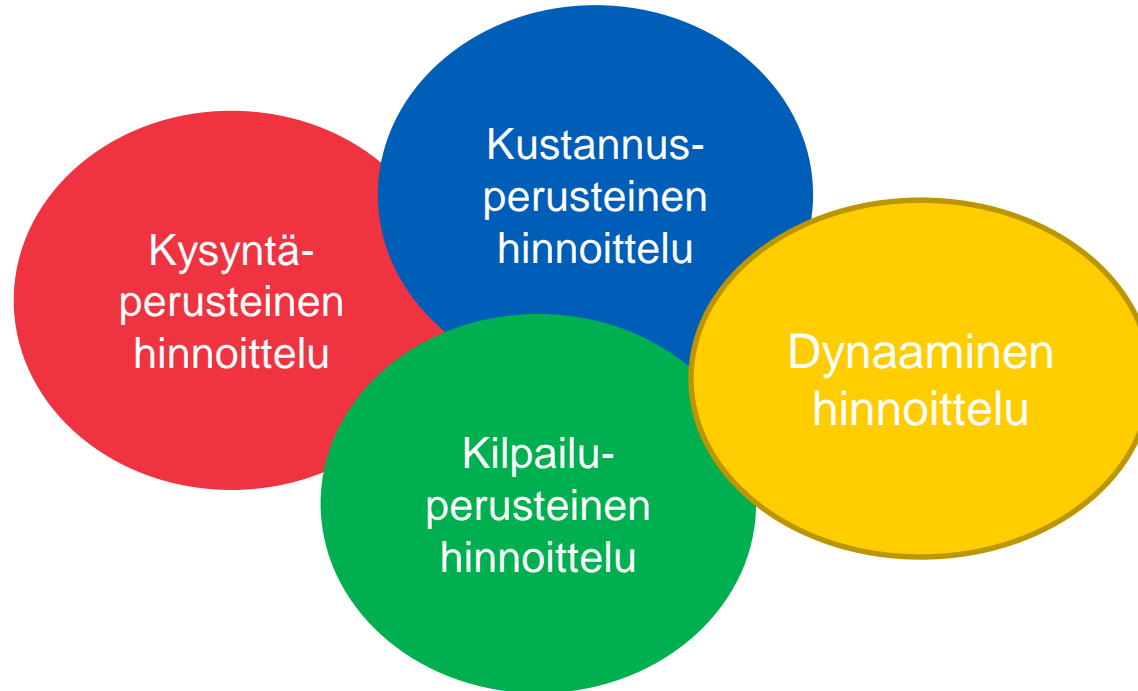 Kysyntä-
perusteinen
hinnoittelu
Kustannus-
perusteinen
hinnoittelu
Kilpailu-
perusteinen
hinnoittelu
Dynaaminen
hinnoittelu